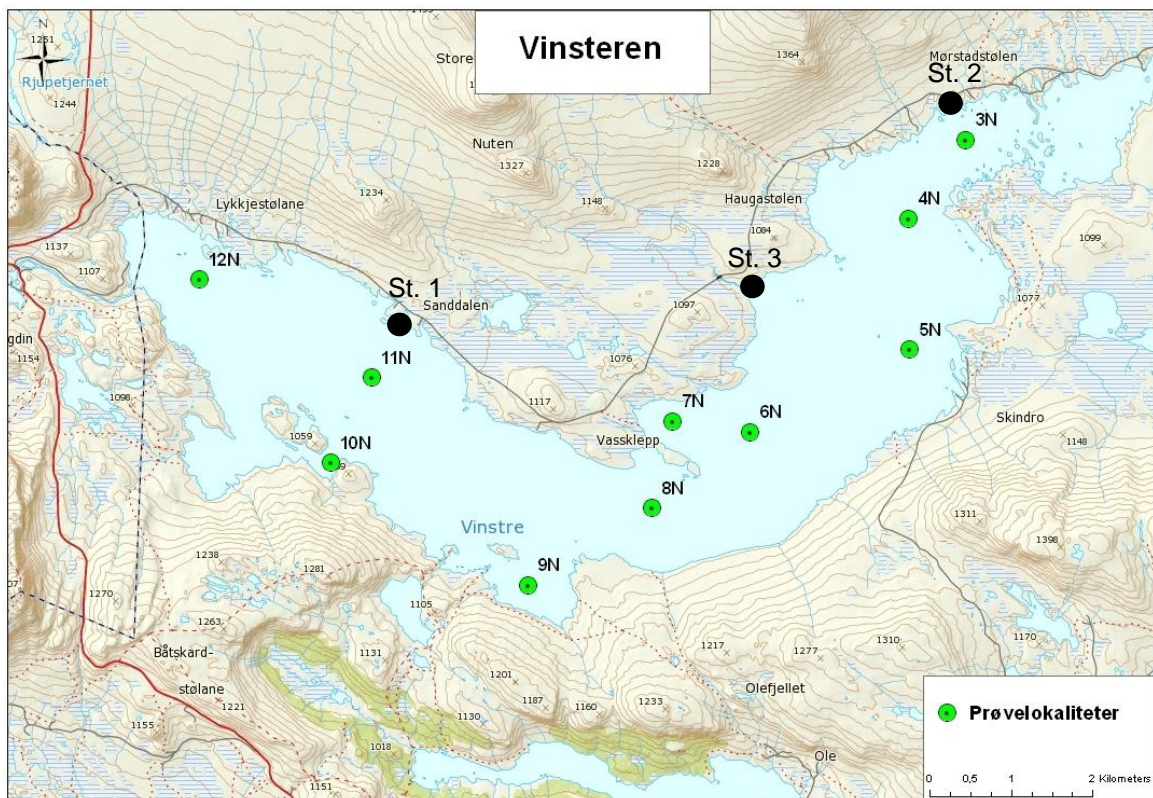 Vinsteren
N
1251
Rjupetjernet
1244
Store
1364
Mørstadstølen
St. 2
3N
Nuten
1327
1228
1234
1148
Haugastølen
4N
Lykkjestølane
1084
1099
1137
1107
12N
St. 1
St. 3
Sanddalen
1097
1077
gdin
1154
5N
11N
1076
1098
1117
7N
6N
Skindro
1059
10N
Vassklepp
1148
8N
Vinstre
1311
1398
1238
9N
1281
1270
1105
1263
1170
Båtskard-
stølane
1131
1217
1277
1310
1201
1221
1187
1160
1233
Olefjellet
1155
1130
1018
Ole
1151
Prøvelokaliteter
0 0,5 1 2 Kilometers